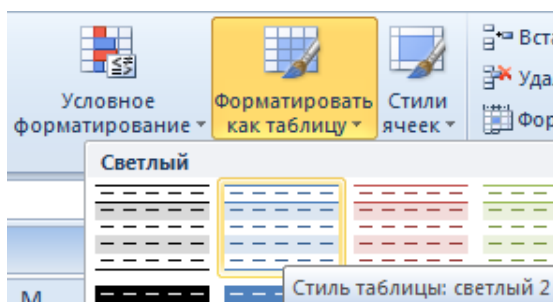 Условное форматирование
Форматировать как таблицу
Стили ячеек
Светлый
Стиль таблицы: светлый 2
М